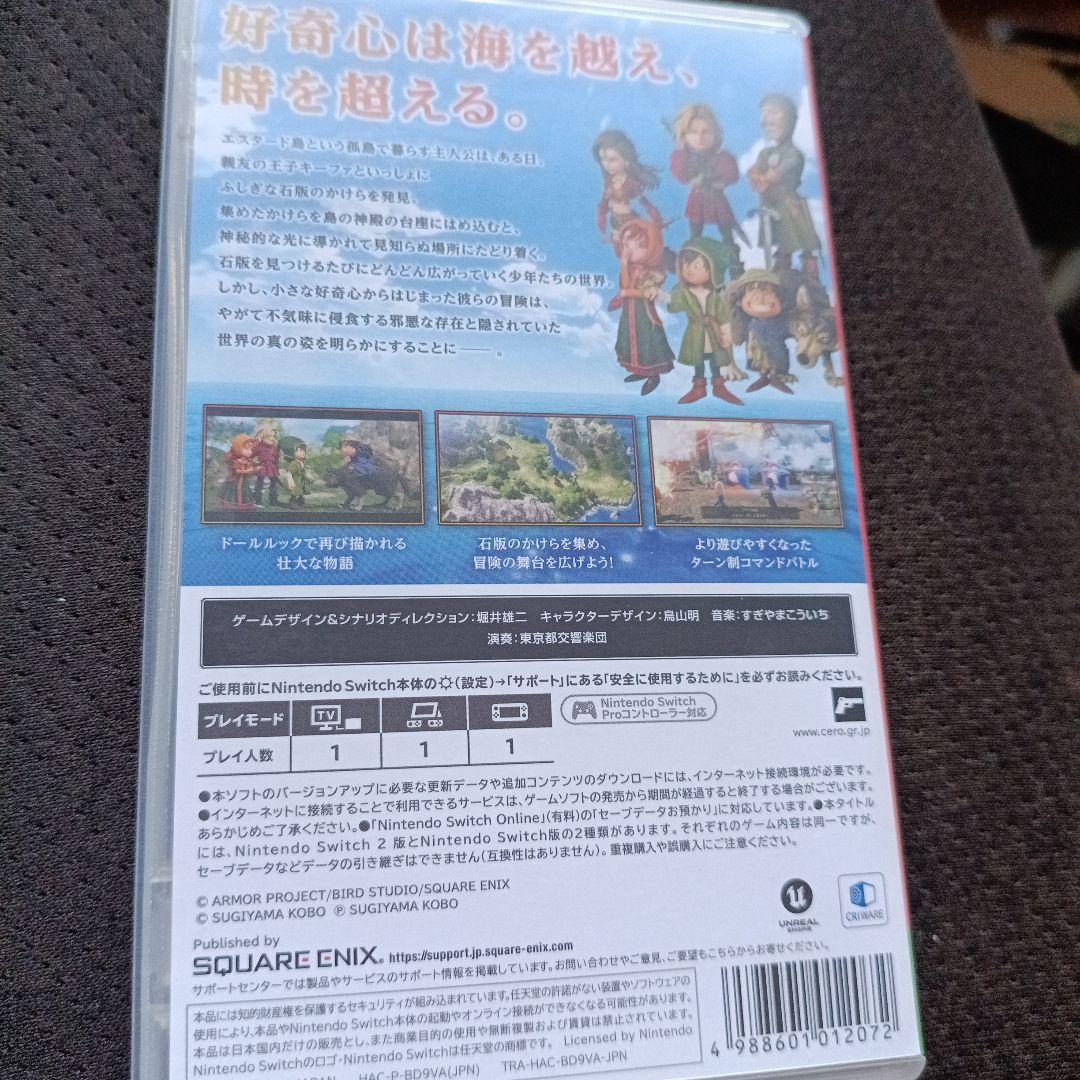 好奇心は海を越え、
時を超える。
エスタード島という孤島で暮らす主人公は、ある日、
親友の王子キーファといっしょに
ふしぎな石版のかけらを発見。
集めたかけらを島の神殿の台座にはめ込むと、
神秘的な光に導かれて見知らぬ場所にたどり着く。
石版を見つけるたびにどんどん広がっていく少年たちの世界。
しかし、小さな好奇心からはじまった彼らの冒険は、
やがて不気味に侵食する邪悪な存在と隠されていた
世界の真の姿を明らかにすることに――。
ドールルックで再び描かれる
壮大な物語
石版のかけらを集め、
冒険の舞台を広げよう!
より遊びやすくなった
ターン制コマンドバトル
ゲームデザイン&シナリオディレクション:堀井雄二 キャラクターデザイン:鳥山明 音楽:すぎやまこういち
演奏:東京都交響楽団
ご使用前にNintendo Switch本体の(設定)→「サポート」にある「安全に使用するために」を必ずお読みください。
プレイモード TV
プレイ人数 1 1 1
Nintendo Switch
Proコントローラー対応
www.cero.gr.jp
●本ソフトのバージョンアップに必要な更新データや追加コンテンツのダウンロードには、インターネット接続環境が必要です。
●インターネットに接続することで利用できるサービスは、ゲームソフトの発売から期間が経過すると終了する場合がございます。
あらかじめご了承ください。●「Nintendo Switch Online」(有料)の「セーブデータお預かり」に対応しています。●本タイトル
には、Nintendo Switch 2 版とNintendo Switch版の2種類があります。それぞれのゲーム内容は同一ですが、
セーブデータなどデータの引き継ぎはできません(互換性はありません)。重複購入や誤購入にご注意ください。
© ARMOR PROJECT/BIRD STUDIO/SQUARE ENIX
© SUGIYAMA KOBO ℗ SUGIYAMA KOBO
UNREAL
ENGINE
CRIWARE
Published by
SQUARE ENIX. https://support.jp.square-enix.com
サポートセンターでは製品やサービスのサポート情報を掲載しています。お問い合わせやご意見、ご要望もこちらからお寄せください。
本品には知的財産権を保護するセキュリティが組み込まれています。任天堂の許諾がない装置やソフトウェアの
使用により、本品やNintendo Switch本体の起動やオンライン接続ができなくなる可能性があります。
本品は日本国内だけの販売とし、また商業目的の使用や無断複製および賃貸は禁止されています。
Nintendo Switchのロゴ・Nintendo Switchは任天堂の商標です。 Licensed by Nintendo
JAPAN HAC-P-BD9VA(JPN) TRA-HAC-BD9VA-JPN
4 988601 012072